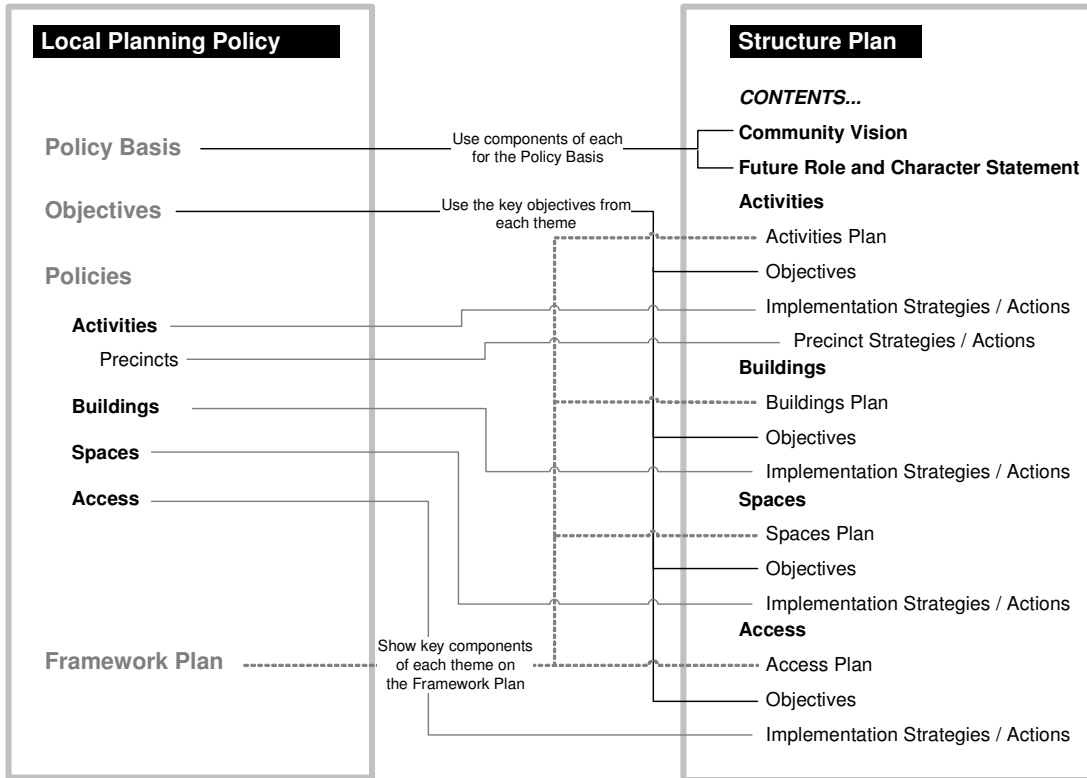 Local Planning Policy
Policy Basis
Objectives
Policies
Activities
Precincts
Buildings
Spaces
Access
Framework Plan
Use components of each
for the Policy Basis
Use the key objectives from
each theme
Show key components
of each theme on
the Framework Plan
Structure Plan
CONTENTS...
Community Vision
Future Role and Character Statement
Activities
Activities Plan
Objectives
Implementation Strategies / Actions
Precinct Strategies / Actions
Buildings
Buildings Plan
Objectives
Implementation Strategies / Actions
Spaces
Spaces Plan
Objectives
Implementation Strategies / Actions
Access
Access Plan
Objectives
Implementation Strategies / Actions